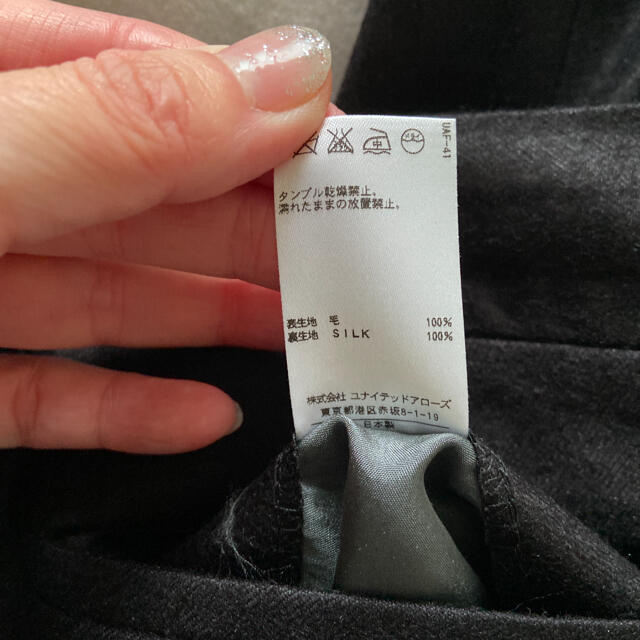 UAF-41
タンブル乾燥禁止。
濡れたままの放置禁止。
表生地 毛 100%
裏生地 SILK 100%
株式会社 ユナイテッドアローズ
東京都港区赤坂8-1-19
日本製